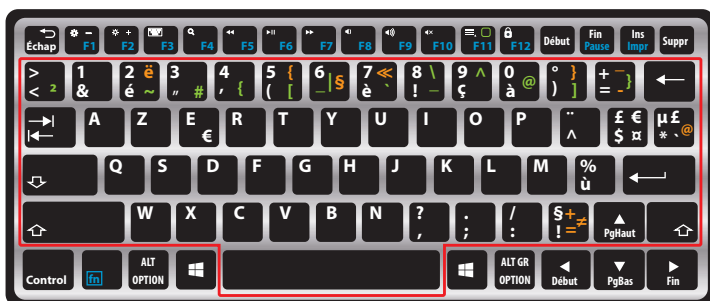 Échap F1 F2 F3 F4 F5 F6 F7 F8 F9 F10 F11 F12 Début Fin Pause Ins Impr Suppr
> 1 2 ë 3 4 5 { 6 | § 7 ≪ 8 \ 9 ^ 0 @ ° } + - }
< ² & é ~ " # ' { ( [ _ è ` ! _ ç à ) ] =
A Z E € R T Y U I O P ¨ ^ £ € $ ¤ µ £ * ` @
Q S D F G H J K L M % ù
W X C V B N ? , . ; / : § + ! = ≠ PgHaut
Control fn ALT OPTION ALT GR OPTION Début PgBas Fin